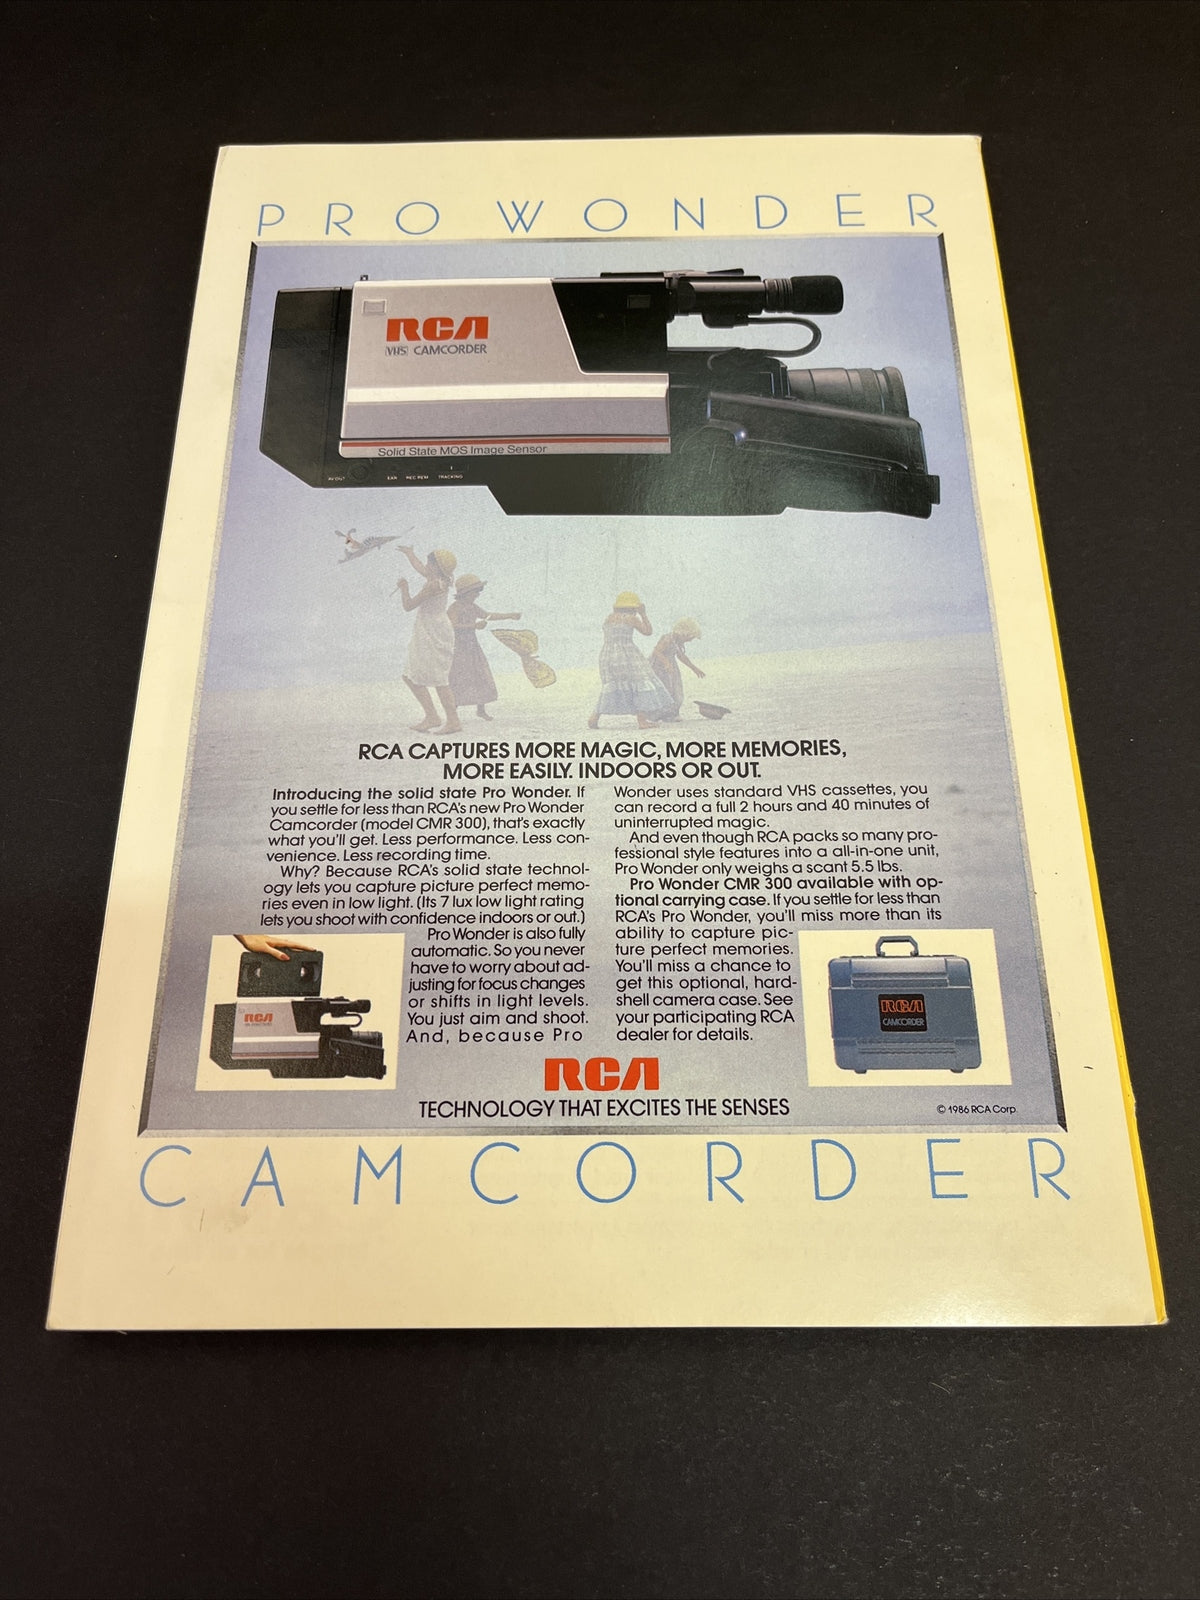 PRO WONDER
RCA
VHS CAMCORDER
Solid State MOS Image Sensor
AV OUT EAR REC REM TRACKING
RCA CAPTURES MORE MAGIC, MORE MEMORIES,
MORE EASILY. INDOORS OR OUT.
Introducing the solid state Pro Wonder. If
you settle for less than RCA's new Pro Wonder
Camcorder (model CMR 300), that's exactly
what you'll get. Less performance. Less con-
venience. Less recording time.
Why? Because RCA's solid state technol-
ogy lets you capture picture perfect memo-
ries even in low light. (Its 7 lux low light rating
lets you shoot with confidence indoors or out.)
Pro Wonder is also fully
automatic. So you never
have to worry about ad-
justing for focus changes
or shifts in light levels.
You just aim and shoot.
And, because Pro
Wonder uses standard VHS cassettes, you
can record a full 2 hours and 40 minutes of
uninterrupted magic.
And even though RCA packs so many pro-
fessional style features into a all-in-one unit,
Pro Wonder only weighs a scant 5.5 lbs.
Pro Wonder CMR 300 available with op-
tional carrying case. If you settle for less than
RCA's Pro Wonder, you'll miss more than its
ability to capture pic-
ture perfect memories.
You'll miss a chance to
get this optional, hard-
shell camera case. See
your participating RCA
dealer for details.
RCA
RCA
CAMCORDER
RCA
TECHNOLOGY THAT EXCITES THE SENSES
© 1986 RCA Corp.
CAMCORDER